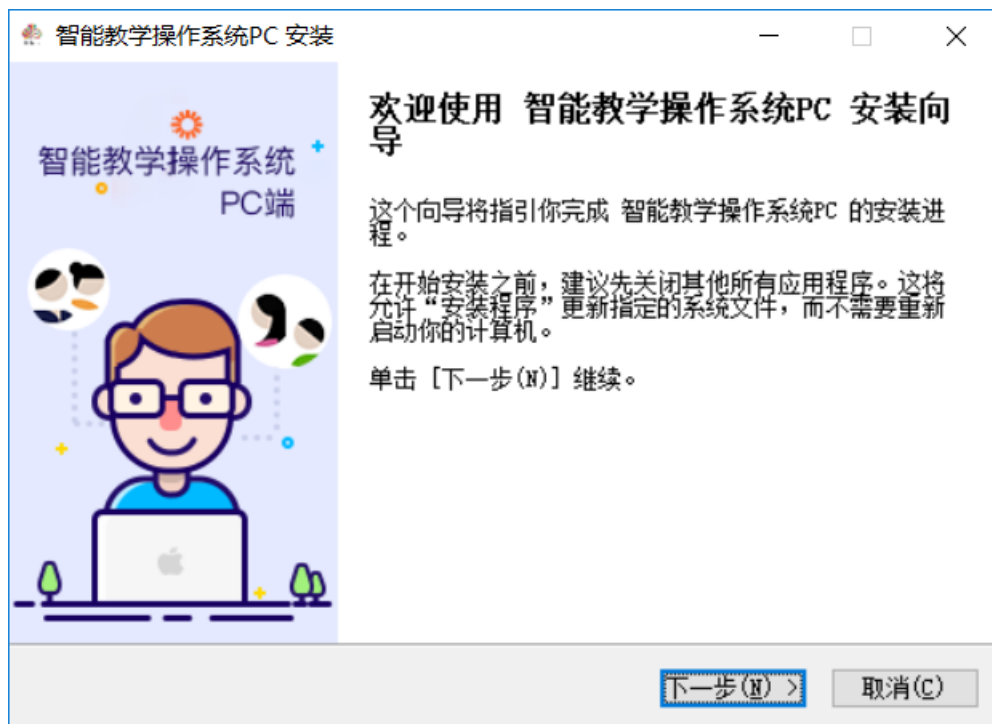 智能教学操作系统PC 安装
智能教学操作系统
PC端
欢迎使用 智能教学操作系统PC 安装向
导
这个向导将指引你完成 智能教学操作系统PC 的安装进
程。
在开始安装之前，建议先关闭其他所有应用程序。这将
允许“安装程序”更新指定的系统文件，而不需要重新
启动你的计算机。
单击 [下一步(N)] 继续。
下一步(N) >
取消(C)